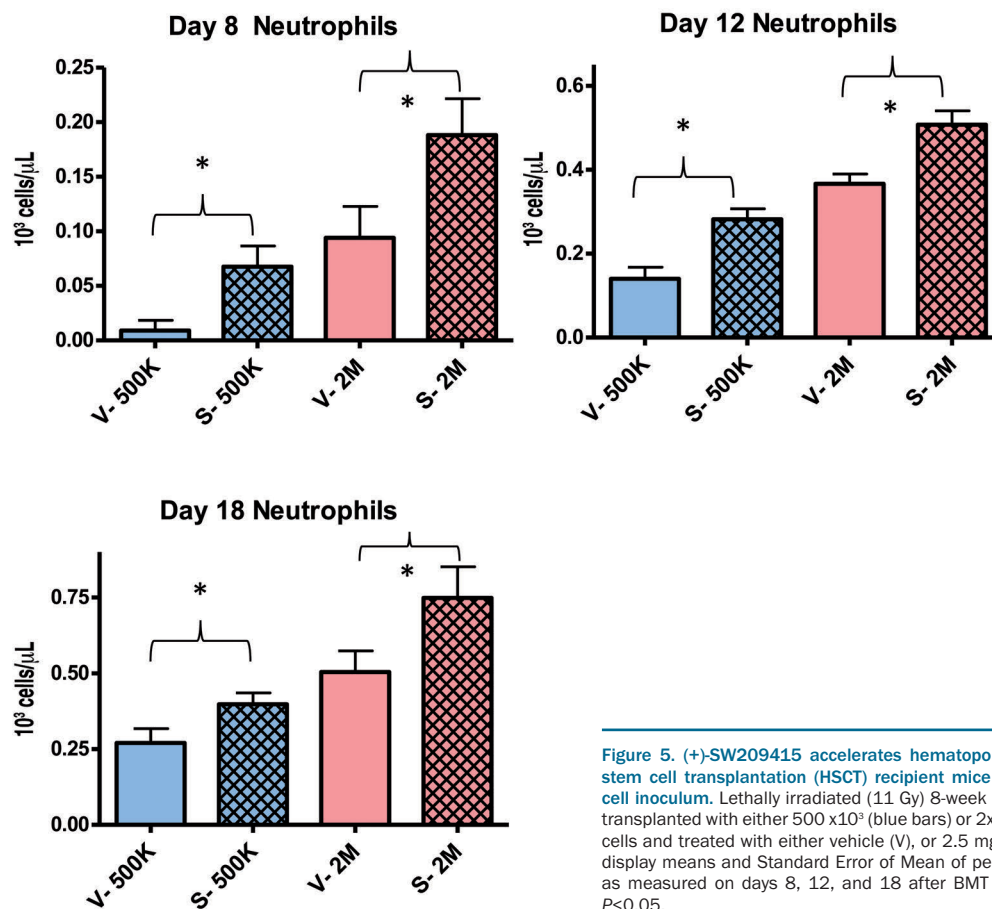 Day 8 Neutrophils
10³ cells/µL
0.25
0.20
0.15
0.10
0.05
0.00
*
*
V- 500K
S- 500K
V- 2M
S- 2M
Day 12 Neutrophils
10³ cells/µL
0.6
0.4
0.2
0.0
*
*
V- 500K
S- 500K
V- 2M
S- 2M
Day 18 Neutrophils
10³ cells/µL
0.75
0.50
0.25
0.00
*
*
V- 500K
S- 500K
V- 2M
S- 2M
Figure 5. (+)-SW209415 accelerates hematopo
stem cell transplantation (HSCT) recipient mice
cell inoculum. Lethally irradiated (11 Gy) 8-week
transplanted with either 500 x10³ (blue bars) or 2x
cells and treated with either vehicle (V), or 2.5 mg
display means and Standard Error of Mean of pe
as measured on days 8, 12, and 18 after BMT
P<0.05